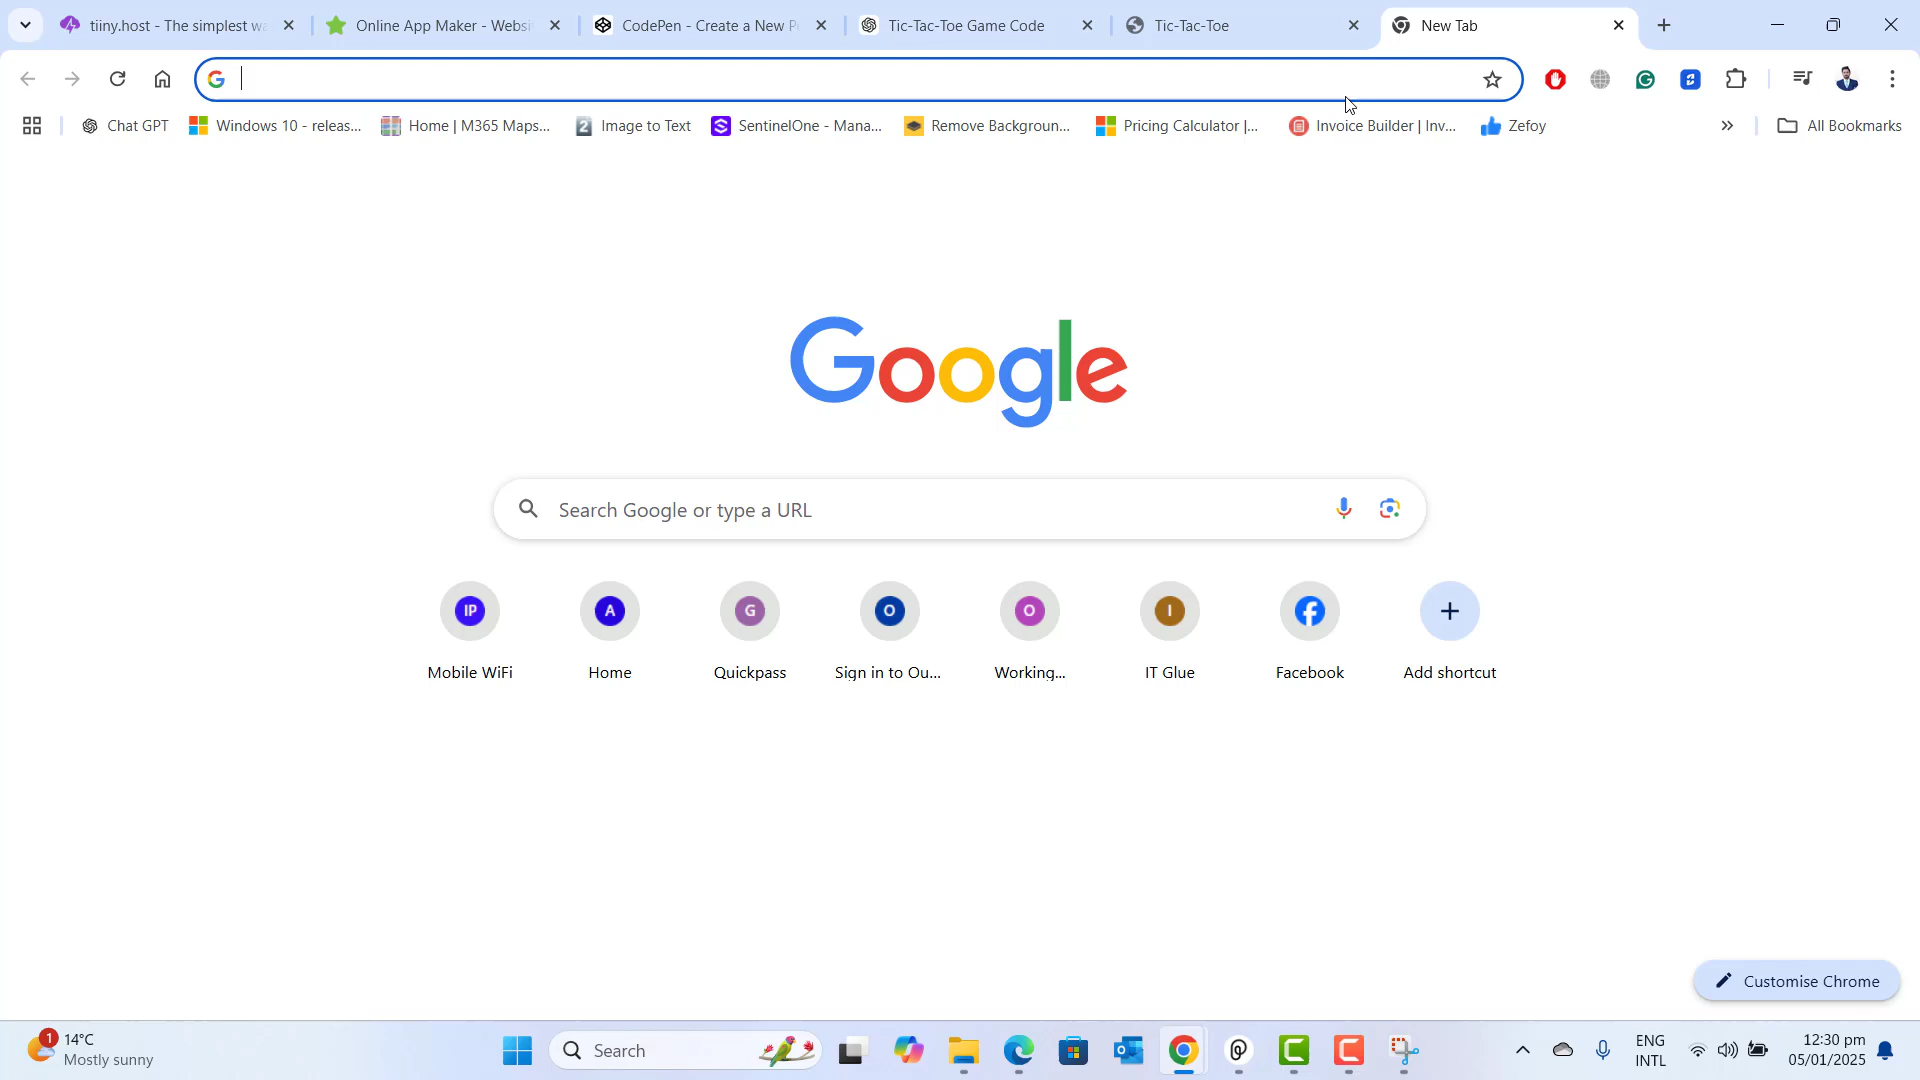 tiiny.host - The simplest wa
Online App Maker - Websi
CodePen - Create a New P
Tic-Tac-Toe Game Code
Tic-Tac-Toe
New Tab
Chat GPT
Windows 10 - releas...
Home | M365 Maps...
Image to Text
SentinelOne - Mana...
Remove Backgroun...
Pricing Calculator |...
Invoice Builder | Inv...
Zefoy
All Bookmarks
Google
Search Google or type a URL
IP
A
G
O
O
I
Mobile WiFi
Home
Quickpass
Sign in to Ou...
Working...
IT Glue
Facebook
Add shortcut
Customise Chrome
1
14°C
Mostly sunny
Search
ENG
INTL
12:30 pm
05/01/2025